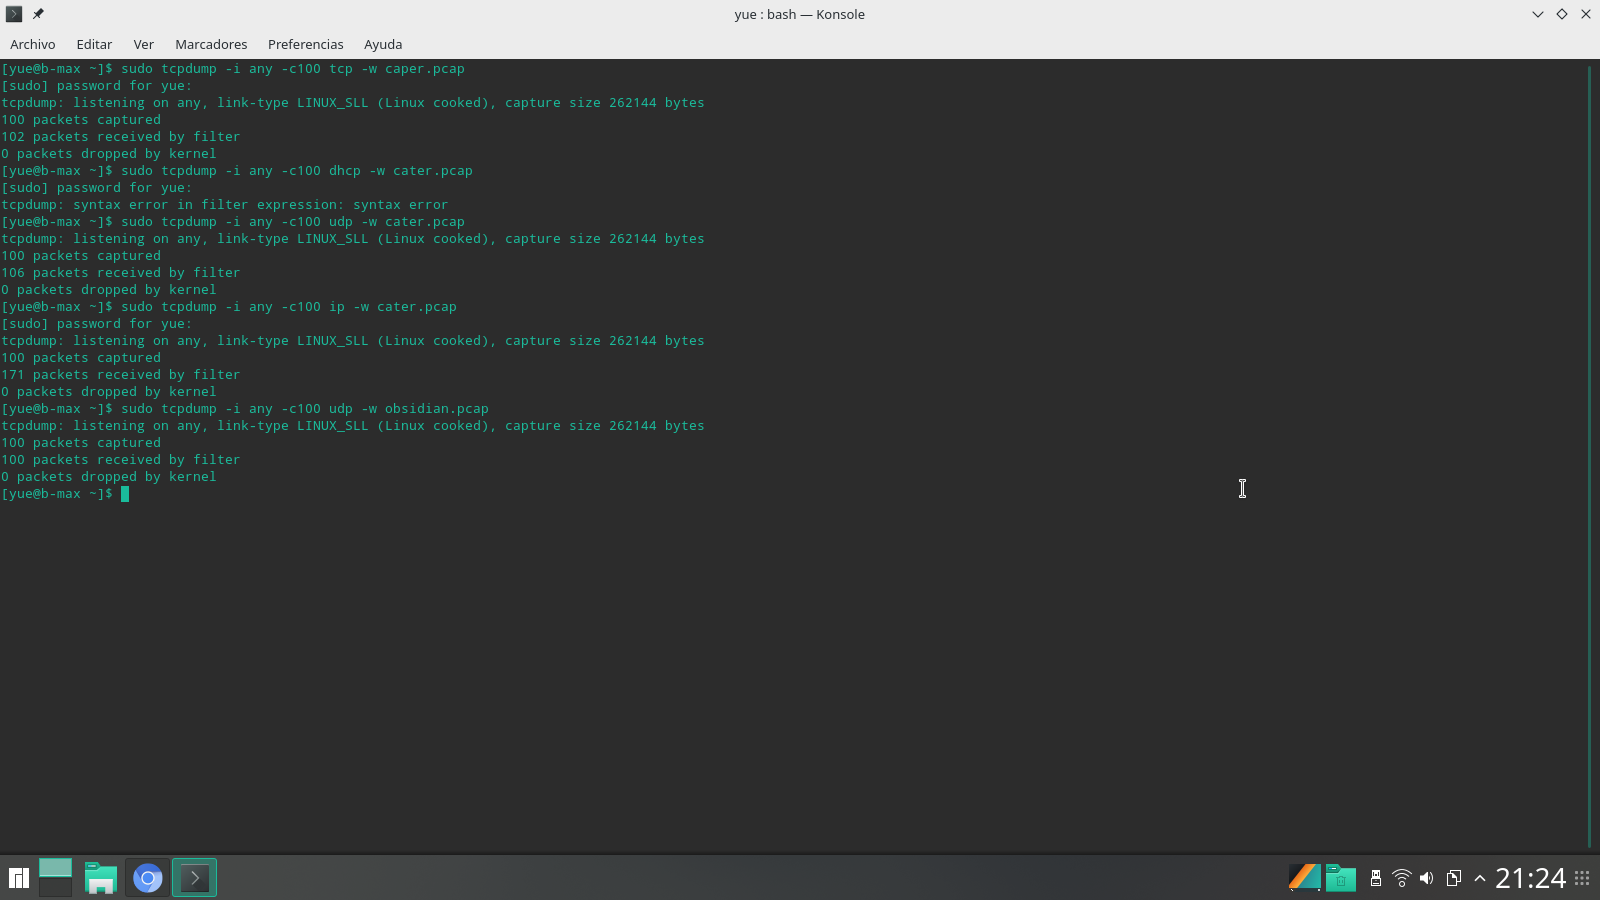 yue : bash — Konsole
Archivo Editar Ver Marcadores Preferencias Ayuda
[yue@b-max ~]$ sudo tcpdump -i any -c100 tcp -w caper.pcap
[sudo] password for yue:
tcpdump: listening on any, link-type LINUX_SLL (Linux cooked), capture size 262144 bytes
100 packets captured
102 packets received by filter
0 packets dropped by kernel
[yue@b-max ~]$ sudo tcpdump -i any -c100 dhcp -w cater.pcap
[sudo] password for yue:
tcpdump: syntax error in filter expression: syntax error
[yue@b-max ~]$ sudo tcpdump -i any -c100 udp -w cater.pcap
tcpdump: listening on any, link-type LINUX_SLL (Linux cooked), capture size 262144 bytes
100 packets captured
106 packets received by filter
0 packets dropped by kernel
[yue@b-max ~]$ sudo tcpdump -i any -c100 ip -w cater.pcap
[sudo] password for yue:
tcpdump: listening on any, link-type LINUX_SLL (Linux cooked), capture size 262144 bytes
100 packets captured
171 packets received by filter
0 packets dropped by kernel
[yue@b-max ~]$ sudo tcpdump -i any -c100 udp -w obsidian.pcap
tcpdump: listening on any, link-type LINUX_SLL (Linux cooked), capture size 262144 bytes
100 packets captured
100 packets received by filter
0 packets dropped by kernel
[yue@b-max ~]$
21:24